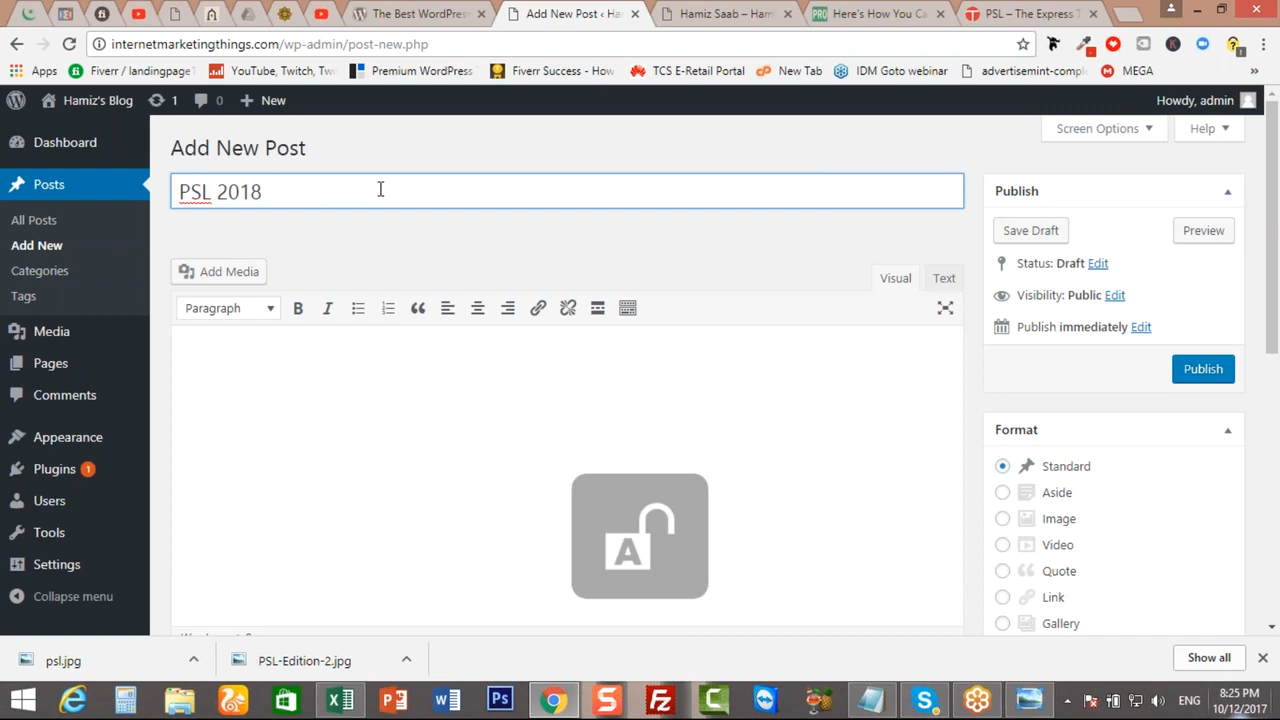 The Best WordPres
Add New Post ‹ Ha
Hamiz Saab – Ham
Here's How You Ca
PSL – The Express T
internetmarketingthings.com/wp-admin/post-new.php
Apps
Fiverr / landingpage
YouTube, Twitch, Twi
Premium WordPress
Fiverr Success - How
TCS E-Retail Portal
New Tab
IDM Goto webinar
advertisemint-comple
MEGA
»
Hamiz's Blog
1
0
New
Howdy, admin
Screen Options
Help
Dashboard
Posts
All Posts
Add New
Categories
Tags
Media
Pages
Comments
Appearance
Plugins 1
Users
Tools
Settings
Collapse menu
Add New Post
PSL 2018
Add Media
Visual
Text
Paragraph
B
I
A
Publish
Save Draft
Preview
Status: Draft Edit
Visibility: Public Edit
Publish immediately Edit
Publish
Format
Standard
Aside
Image
Video
Quote
Link
Gallery
psl.jpg
PSL-Edition-2.jpg
Show all
ENG
8:25 PM
10/12/2017